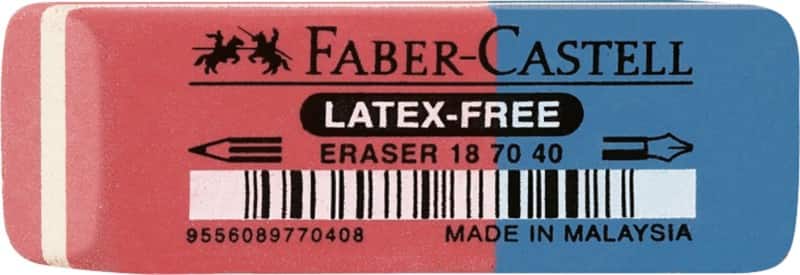 FABER-CASTELL
LATEX-FREE
ERASER 18 70 40
9556089770408 MADE IN MALAYSIA